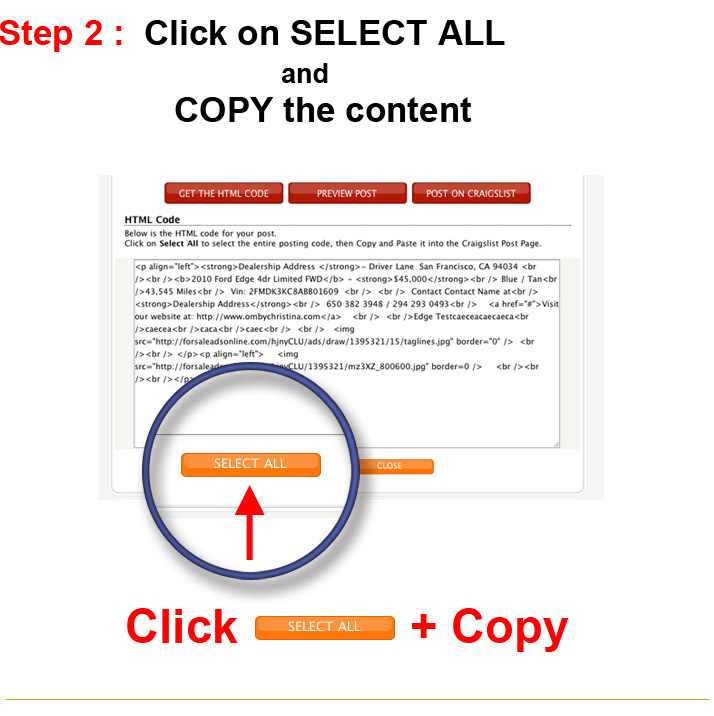 Step 2 :  Click on SELECT ALL
and
COPY the content
GET THE HTML CODE
PREVIEW POST
POST ON CRAIGSLIST
HTML Code
Below is the HTML code for your post.
Click on Select All to select the entire posting code, then Copy and Paste it into the Craigslist Post Page.
<p align="left"><strong>Dealership Address </strong>- Driver Lane  San Francisco, CA 94034 <br
/><br /><b>2010 Ford Edge 4dr Limited FWD</b> - <strong>$45,000</strong><br /> Blue / Tan<br
/>43,545 Miles<br />  Vin: 2FMDK3KC8ABB01609  <br />  <br />  Contact Contact Name at<br />
<strong>Dealership Address</strong><br />  650 382 3948 / 294 293 0493<br />    <a href="#">Visit
our website at: http://www.ombychristina.com</a>    <br />  <br />Edge Testcaeceacaecaeca<br
/>caecea<br />caca<br />caec<br />  <br />  <img
src="http://forsaleadsonline.com/hjnyCLU/ads/draw/1395321/15/taglines.jpg" border="0" />  <br
/><br />  </p><p align="left">    <img
src="http://forsalead nyCLU/1395321/mz3XZ_800600.jpg" border=0 />    <br /><br
/><br /></p>
SELECT ALL
CLOSE
Click SELECT ALL + Copy